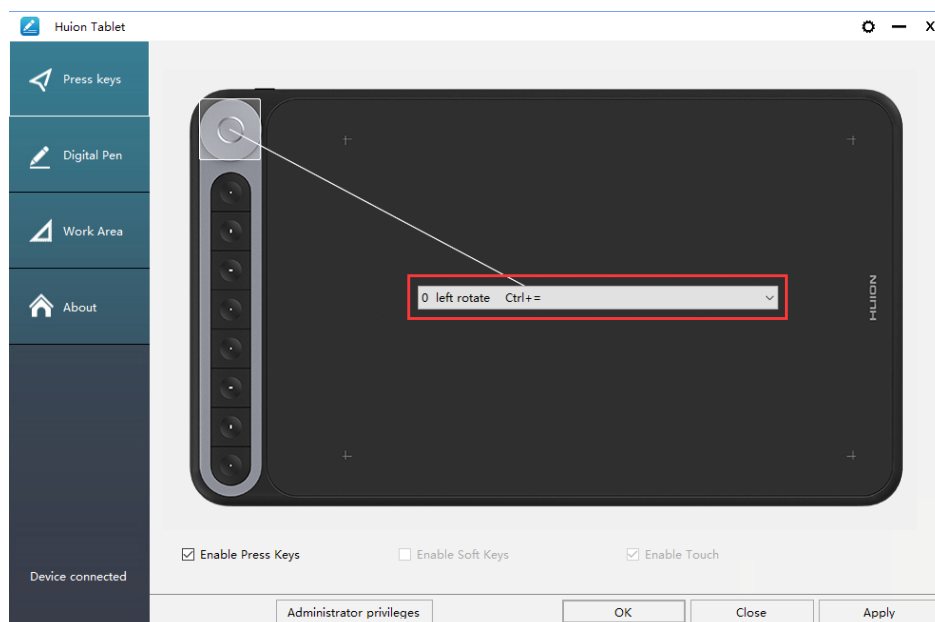 Huion Tablet
X
Press keys
Digital Pen
Work Area
About
0 left rotate Ctrl+=
HUION
Enable Press Keys
Enable Soft Keys
Enable Touch
Device connected
Administrator privileges
OK
Close
Apply